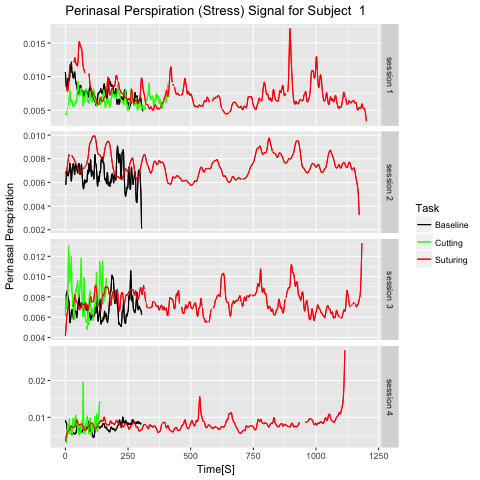 Perinasal Perspiration (Stress) Signal for Subject  1
Perinasal Perspiration
0.015
0.010
0.005
session 1
0.010
0.008
0.006
0.004
0.002
session 2
0.012
0.010
0.008
0.006
0.004
session 3
0.02
0.01
session 4
0
250
500
750
1000
1250
Time[S]
Task
Baseline
Cutting
Suturing